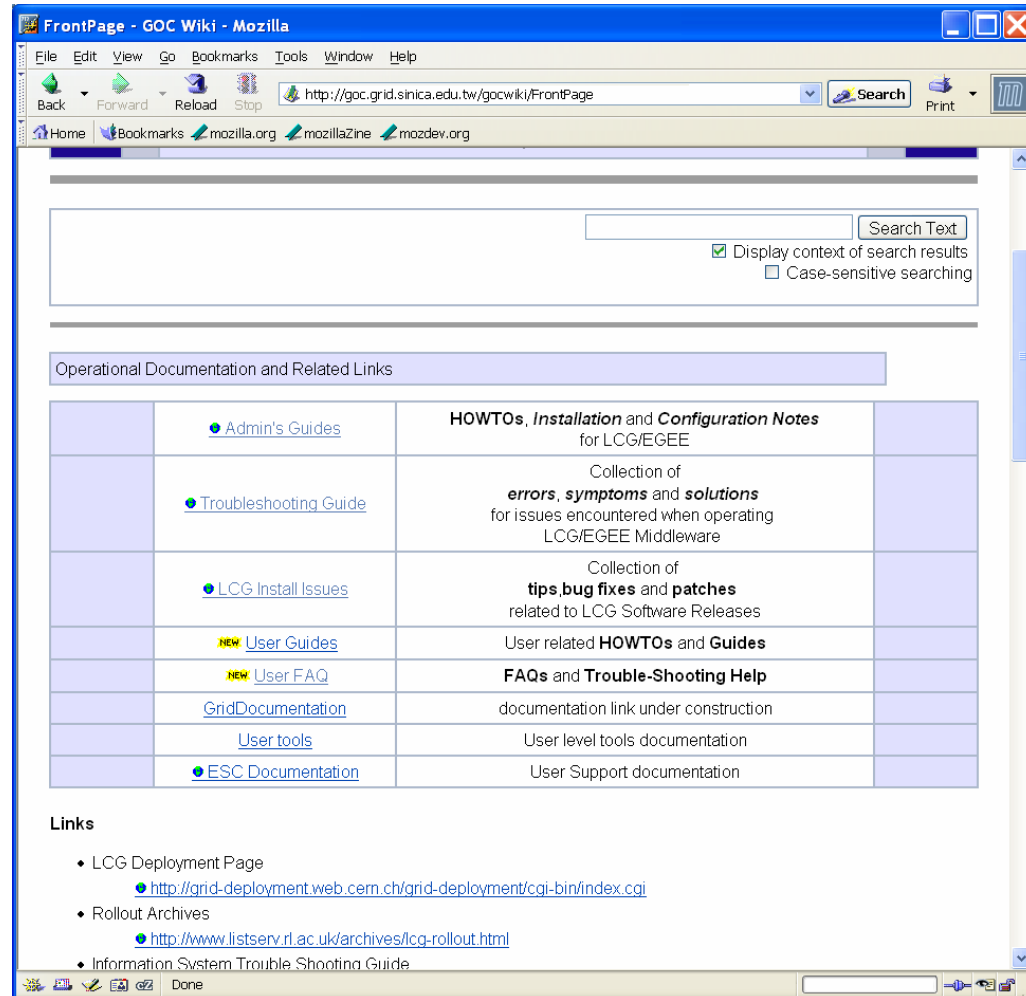 FrontPage - GOC Wiki - Mozilla
File Edit View Go Bookmarks Tools Window Help
Back Forward Reload Stop http://goc.grid.sinica.edu.tw/gocwiki/FrontPage Search Print
Home Bookmarks mozilla.org mozillaZine mozdev.org
Search Text
Display context of search results
Case-sensitive searching
Operational Documentation and Related Links
Admin's Guides
HOWTOs, Installation and Configuration Notes
for LCG/EGEE
Troubleshooting Guide
Collection of
errors, symptoms and solutions
for issues encountered when operating
LCG/EGEE Middleware
LCG Install Issues
Collection of
tips,bug fixes and patches
related to LCG Software Releases
NEW User Guides
User related HOWTOs and Guides
NEW User FAQ
FAQs and Trouble-Shooting Help
GridDocumentation
documentation link under construction
User tools
User level tools documentation
ESC Documentation
User Support documentation
Links
LCG Deployment Page
http://grid-deployment.web.cern.ch/grid-deployment/cgi-bin/index.cgi
Rollout Archives
http://www.listserv.rl.ac.uk/archives/lcg-rollout.html
Information System Trouble Shooting Guide
Done